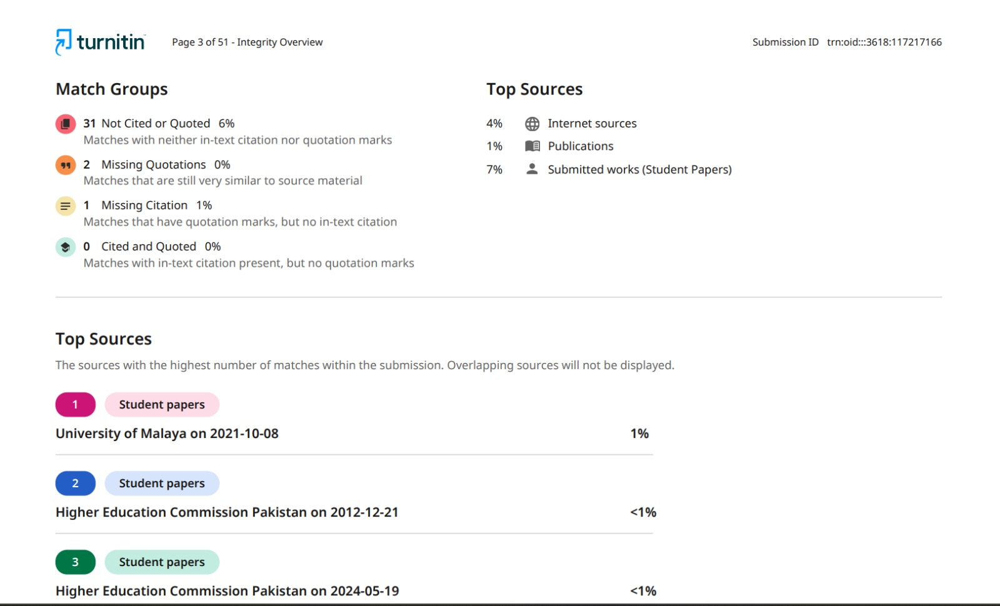 turnitin Page 3 of 51 - Integrity Overview Submission ID trn:oid:::3618:117217166
Match Groups
31 Not Cited or Quoted 6%
Matches with neither in-text citation nor quotation marks
2 Missing Quotations 0%
Matches that are still very similar to source material
1 Missing Citation 1%
Matches that have quotation marks, but no in-text citation
0 Cited and Quoted 0%
Matches with in-text citation present, but no quotation marks
Top Sources
4% Internet sources
1% Publications
7% Submitted works (Student Papers)
Top Sources
The sources with the highest number of matches within the submission. Overlapping sources will not be displayed.
1 Student papers
University of Malaya on 2021-10-08 1%
2 Student papers
Higher Education Commission Pakistan on 2012-12-21 <1%
3 Student papers
Higher Education Commission Pakistan on 2024-05-19 <1%